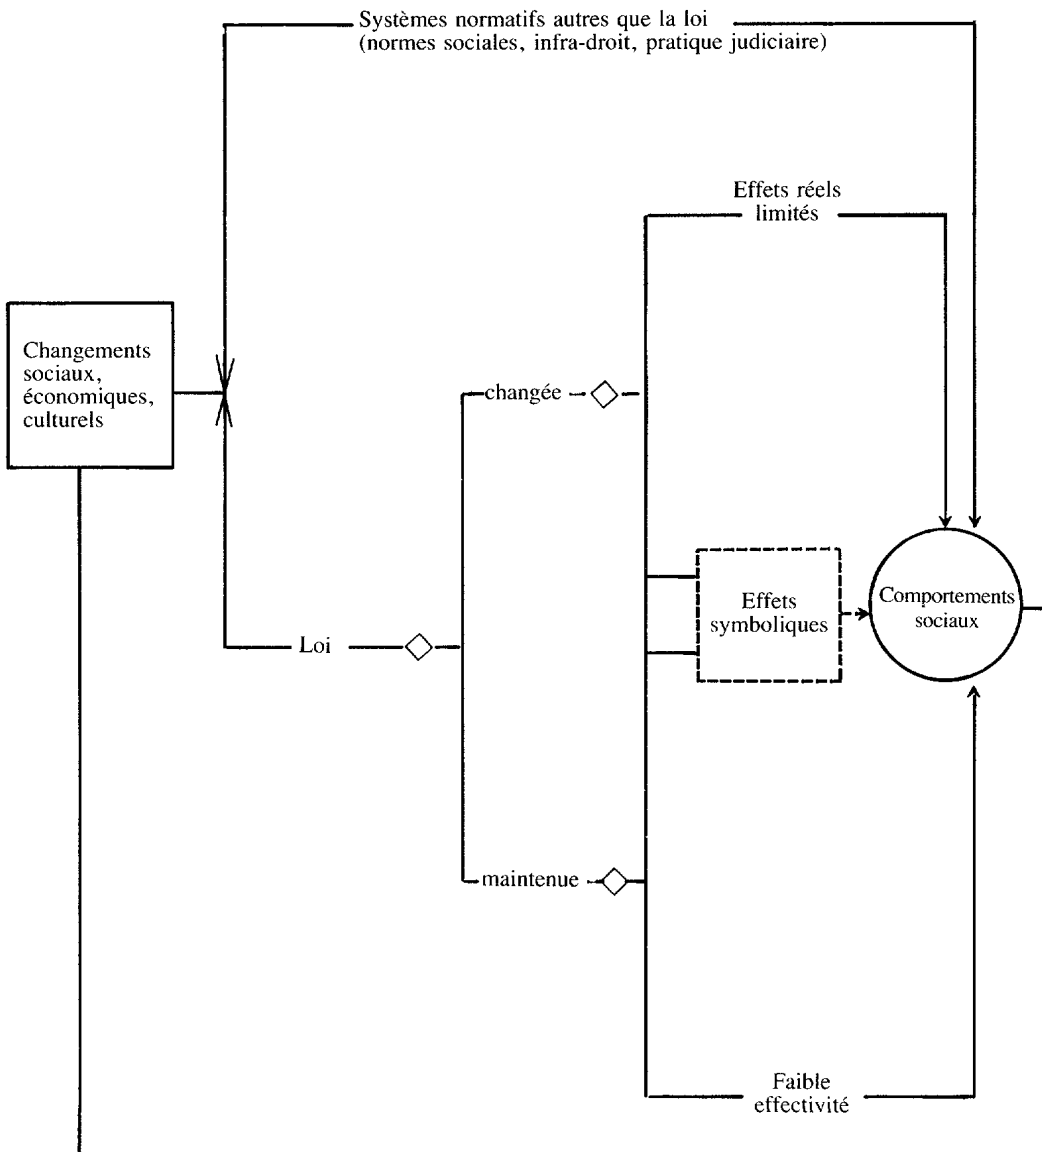 Systèmes normatifs autres que la loi
(normes sociales, infra-droit, pratique judiciaire)
Effets réels
limités
Changements
sociaux,
économiques,
culturels
changée
Effets
symboliques
Comportements
sociaux
Loi
maintenue
Faible
effectivité